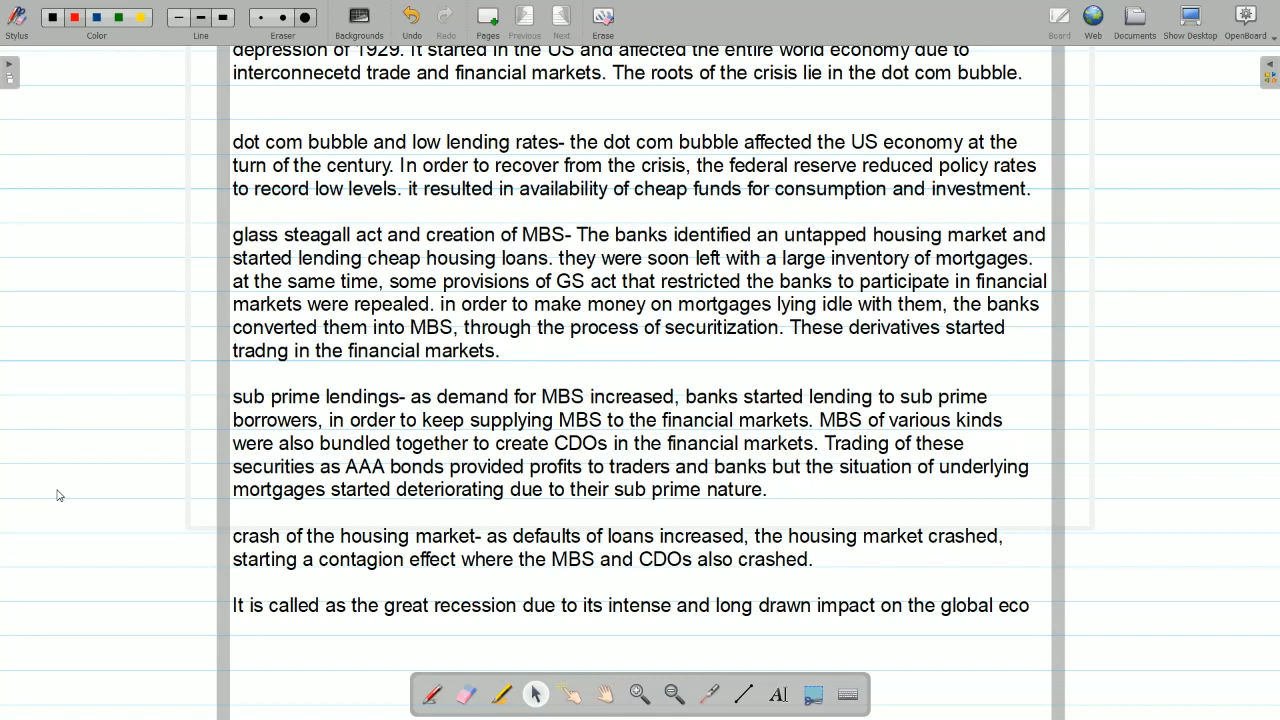 Stylus
Color
Line
Eraser
Backgrounds
Undo
Redo
Pages
Previous
Next
Erase
Board
Web
Documents
Show Desktop
OpenBoard
depression of 1929. It started in the US and affected the entire world economy due to
interconnecetd trade and financial markets. The roots of the crisis lie in the dot com bubble.
dot com bubble and low lending rates- the dot com bubble affected the US economy at the
turn of the century. In order to recover from the crisis, the federal reserve reduced policy rates
to record low levels. it resulted in availability of cheap funds for consumption and investment.
glass steagall act and creation of MBS- The banks identified an untapped housing market and
started lending cheap housing loans. they were soon left with a large inventory of mortgages.
at the same time, some provisions of GS act that restricted the banks to participate in financial
markets were repealed. in order to make money on mortgages lying idle with them, the banks
converted them into MBS, through the process of securitization. These derivatives started
tradng in the financial markets.
sub prime lendings- as demand for MBS increased, banks started lending to sub prime
borrowers, in order to keep supplying MBS to the financial markets. MBS of various kinds
were also bundled together to create CDOs in the financial markets. Trading of these
securities as AAA bonds provided profits to traders and banks but the situation of underlying
mortgages started deteriorating due to their sub prime nature.
crash of the housing market- as defaults of loans increased, the housing market crashed,
starting a contagion effect where the MBS and CDOs also crashed.
It is called as the great recession due to its intense and long drawn impact on the global eco
AI